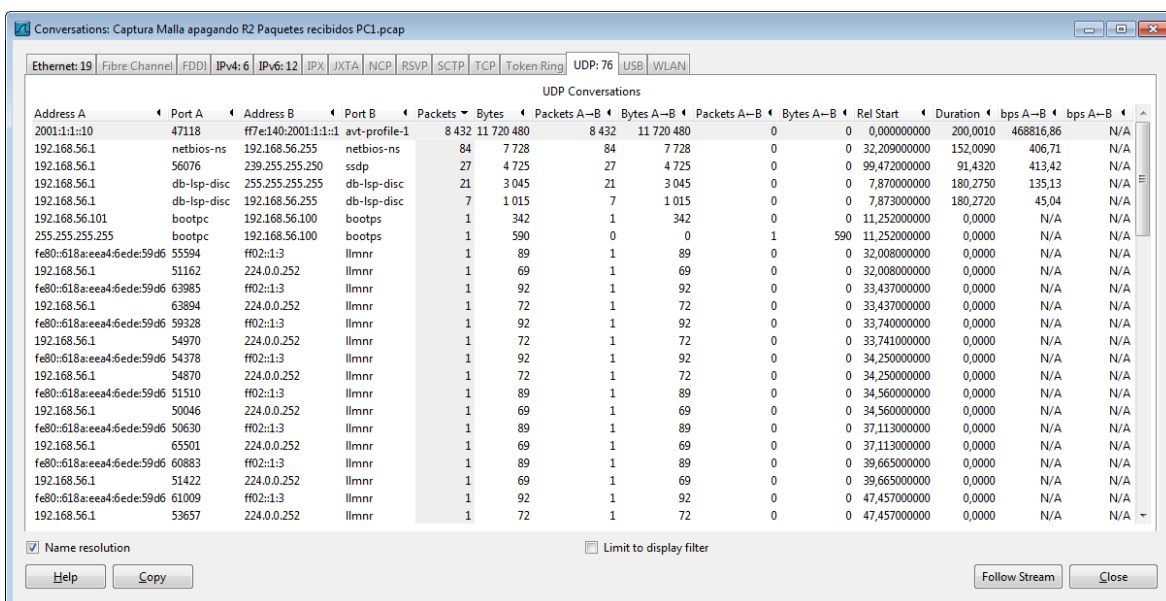 Conversations: Captura Malla apagando R2 Paquetes recibidos PC1.pcap
Ethernet: 19 Fibre Channel FDDI IPv4: 6 IPv6: 12 IPX JXTA NCP RSVP SCTP TCP Token Ring UDP: 76 USB WLAN
UDP Conversations
Address A Port A Address B Port B Packets Bytes Packets A→B Bytes A→B Packets A←B Bytes A←B Rel Start Duration bps A→B bps A←B
2001:1:1::10 47118 ff7e:140:2001:1:1::1 avt-profile-1 8 432 11 720 480 8 432 11 720 480 0 0 0,000000000 200,0010 468816,86 N/A
192.168.56.1 netbios-ns 192.168.56.255 netbios-ns 84 7 728 84 7 728 0 0 32,209000000 152,0090 406,71 N/A
192.168.56.1 56076 239.255.255.250 ssdp 27 4 725 27 4 725 0 0 99,472000000 91,4320 413,42 N/A
192.168.56.1 db-lsp-disc 255.255.255.255 db-lsp-disc 21 3 045 21 3 045 0 0 7,870000000 180,2750 135,13 N/A
192.168.56.1 db-lsp-disc 192.168.56.255 db-lsp-disc 7 1 015 7 1 015 0 0 7,873000000 180,2720 45,04 N/A
192.168.56.101 bootpc 192.168.56.100 bootps 1 342 1 342 0 0 11,252000000 0,0000 N/A N/A
255.255.255.255 bootpc 192.168.56.100 bootps 1 590 0 0 1 590 11,252000000 0,0000 N/A N/A
fe80::618a:eea4:6ede:59d6 55594 ff02::1:3 llmnr 1 89 1 89 0 0 32,008000000 0,0000 N/A N/A
192.168.56.1 51162 224.0.0.252 llmnr 1 69 1 69 0 0 32,008000000 0,0000 N/A N/A
fe80::618a:eea4:6ede:59d6 63985 ff02::1:3 llmnr 1 92 1 92 0 0 33,437000000 0,0000 N/A N/A
192.168.56.1 63894 224.0.0.252 llmnr 1 72 1 72 0 0 33,437000000 0,0000 N/A N/A
fe80::618a:eea4:6ede:59d6 59328 ff02::1:3 llmnr 1 92 1 92 0 0 33,740000000 0,0000 N/A N/A
192.168.56.1 54970 224.0.0.252 llmnr 1 72 1 72 0 0 33,741000000 0,0000 N/A N/A
fe80::618a:eea4:6ede:59d6 54378 ff02::1:3 llmnr 1 92 1 92 0 0 34,250000000 0,0000 N/A N/A
192.168.56.1 54870 224.0.0.252 llmnr 1 72 1 72 0 0 34,250000000 0,0000 N/A N/A
fe80::618a:eea4:6ede:59d6 51510 ff02::1:3 llmnr 1 89 1 89 0 0 34,560000000 0,0000 N/A N/A
192.168.56.1 50046 224.0.0.252 llmnr 1 69 1 69 0 0 34,560000000 0,0000 N/A N/A
fe80::618a:eea4:6ede:59d6 50630 ff02::1:3 llmnr 1 89 1 89 0 0 37,113000000 0,0000 N/A N/A
192.168.56.1 65501 224.0.0.252 llmnr 1 69 1 69 0 0 37,113000000 0,0000 N/A N/A
fe80::618a:eea4:6ede:59d6 60883 ff02::1:3 llmnr 1 89 1 89 0 0 39,665000000 0,0000 N/A N/A
192.168.56.1 51422 224.0.0.252 llmnr 1 69 1 69 0 0 39,665000000 0,0000 N/A N/A
fe80::618a:eea4:6ede:59d6 61009 ff02::1:3 llmnr 1 92 1 92 0 0 47,457000000 0,0000 N/A N/A
192.168.56.1 53657 224.0.0.252 llmnr 1 72 1 72 0 0 47,457000000 0,0000 N/A N/A
Name resolution Limit to display filter
Help Copy Follow Stream Close